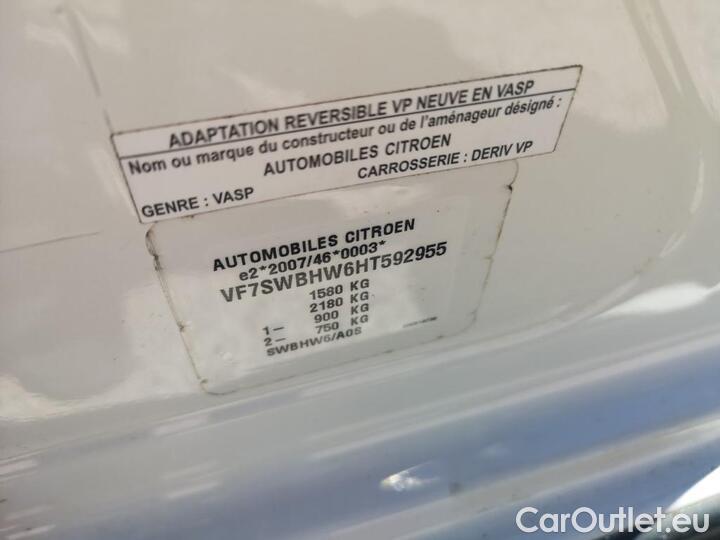 ADAPTATION REVERSIBLE VP NEUVE EN VASP
Nom ou marque du constructeur ou de l'aménageur désigné :
AUTOMOBILES CITROEN
GENRE : VASP CARROSSERIE : DERIV VP
AUTOMOBILES CITROEN
e2*2007/46*0003*
VF7SWBHW6HT592955
1580 KG
2180 KG
1- 900 KG
2- 750 KG
SWBHW6/A0S
CarOutlet.eu